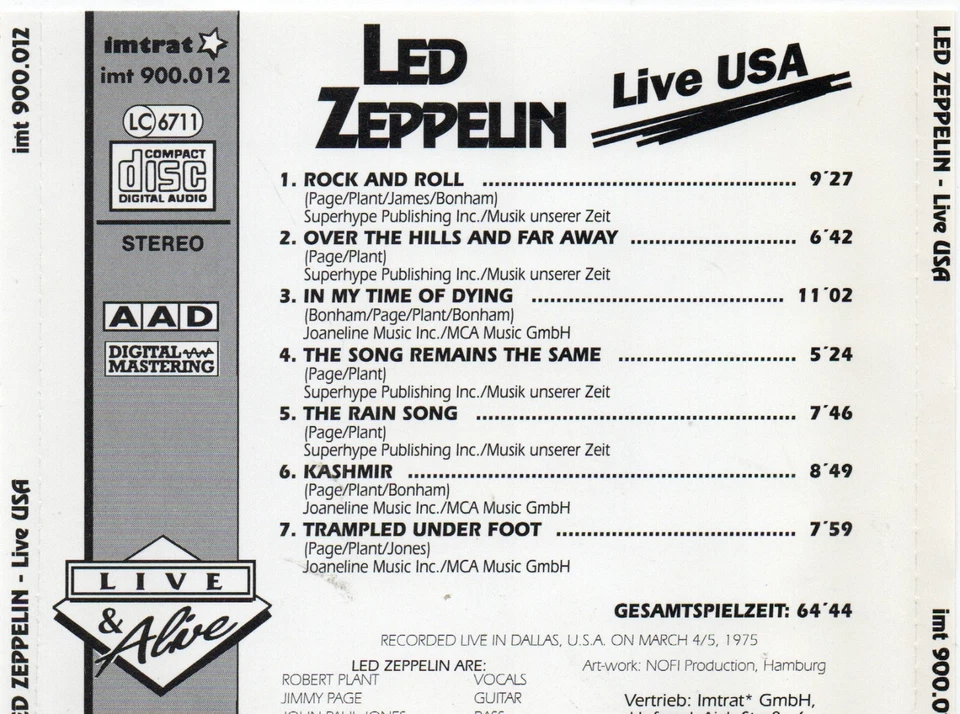 imt 900.012
LED ZEPPELIN - Live USA
imtrat
imt 900.012
LC 6711
COMPACT
disc
DIGITAL AUDIO
STEREO
AAD
DIGITAL
MASTERING
LIVE
& Alive
LED
ZEPPELIN
Live USA
1. ROCK AND ROLL ........ 9´27
(Page/Plant/James/Bonham)
Superhype Publishing Inc./Musik unserer Zeit
2. OVER THE HILLS AND FAR AWAY ........ 6´42
(Page/Plant)
Superhype Publishing Inc./Musik unserer Zeit
3. IN MY TIME OF DYING ........ 11´02
(Bonham/Page/Plant/Bonham)
Joaneline Music Inc./MCA Music GmbH
4. THE SONG REMAINS THE SAME ........ 5´24
(Page/Plant)
Superhype Publishing Inc./Musik unserer Zeit
5. THE RAIN SONG ........ 7´46
(Page/Plant)
Superhype Publishing Inc./Musik unserer Zeit
6. KASHMIR ........ 8´49
(Page/Plant/Bonham)
Joaneline Music Inc./MCA Music GmbH
7. TRAMPLED UNDER FOOT ........ 7´59
(Page/Plant/Jones)
Joaneline Music Inc./MCA Music GmbH
GESAMTSPIELZEIT: 64´44
RECORDED LIVE IN DALLAS, U.S.A. ON MARCH 4/5, 1975
LED ZEPPELIN ARE:
ROBERT PLANT VOCALS
JIMMY PAGE GUITAR
JOHN PAUL JONES BASS
Art-work: NOFI Production, Hamburg
Vertrieb: Imtrat* GmbH,
LED ZEPPELIN - Live USA
imt 900.0